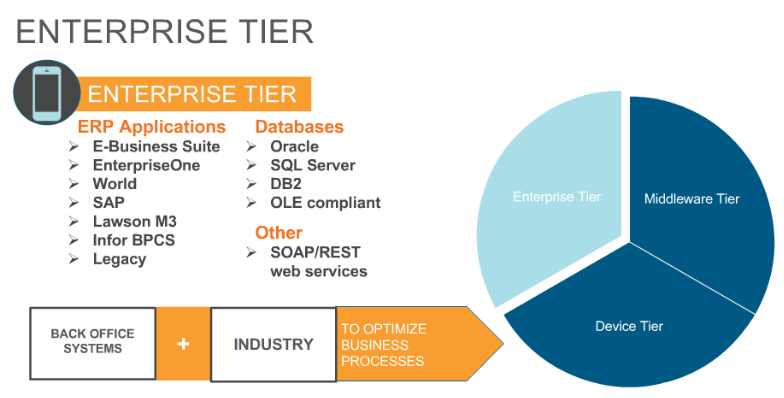 ENTERPRISE TIER
ENTERPRISE TIER
ERP Applications
E-Business Suite
EnterpriseOne
World
SAP
Lawson M3
Infor BPCS
Legacy
Databases
Oracle
SQL Server
DB2
OLE compliant
Other
SOAP/REST
web services
Enterprise Tier
Middleware Tier
Device Tier
BACK OFFICE
SYSTEMS
+
INDUSTRY
TO OPTIMIZE
BUSINESS
PROCESSES